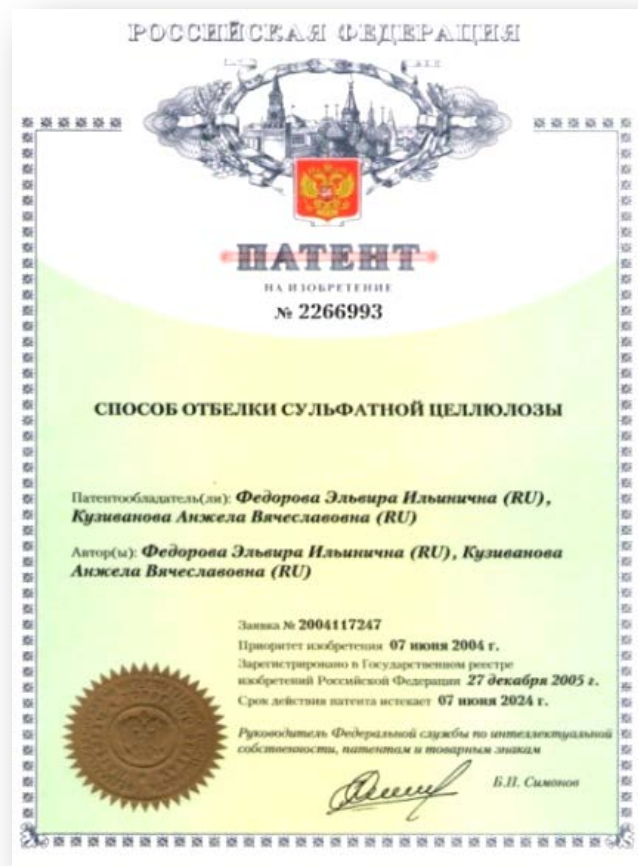 РОССИЙСКАЯ ФЕДЕРАЦИЯ
ПАТЕНТ
НА ИЗОБРЕТЕНИЕ
№ 2266993
СПОСОБ ОТБЕЛКИ СУЛЬФАТНОЙ ЦЕЛЛЮЛОЗЫ
Патентообладатель(ли): Федорова Эльвира Ильинична (RU),
Кузиванова Анжела Вячеславовна (RU)
Автор(ы): Федорова Эльвира Ильинична (RU), Кузиванова
Анжела Вячеславовна (RU)
Заявка № 2004117247
Приоритет изобретения 07 июня 2004 г.
Зарегистрировано в Государственном реестре
изобретений Российской Федерации 27 декабря 2005 г.
Срок действия патента истекает 07 июня 2024 г.
Руководитель Федеральной службы по интеллектуальной
собственности, патентам и товарным знакам
Б.П. Симонов